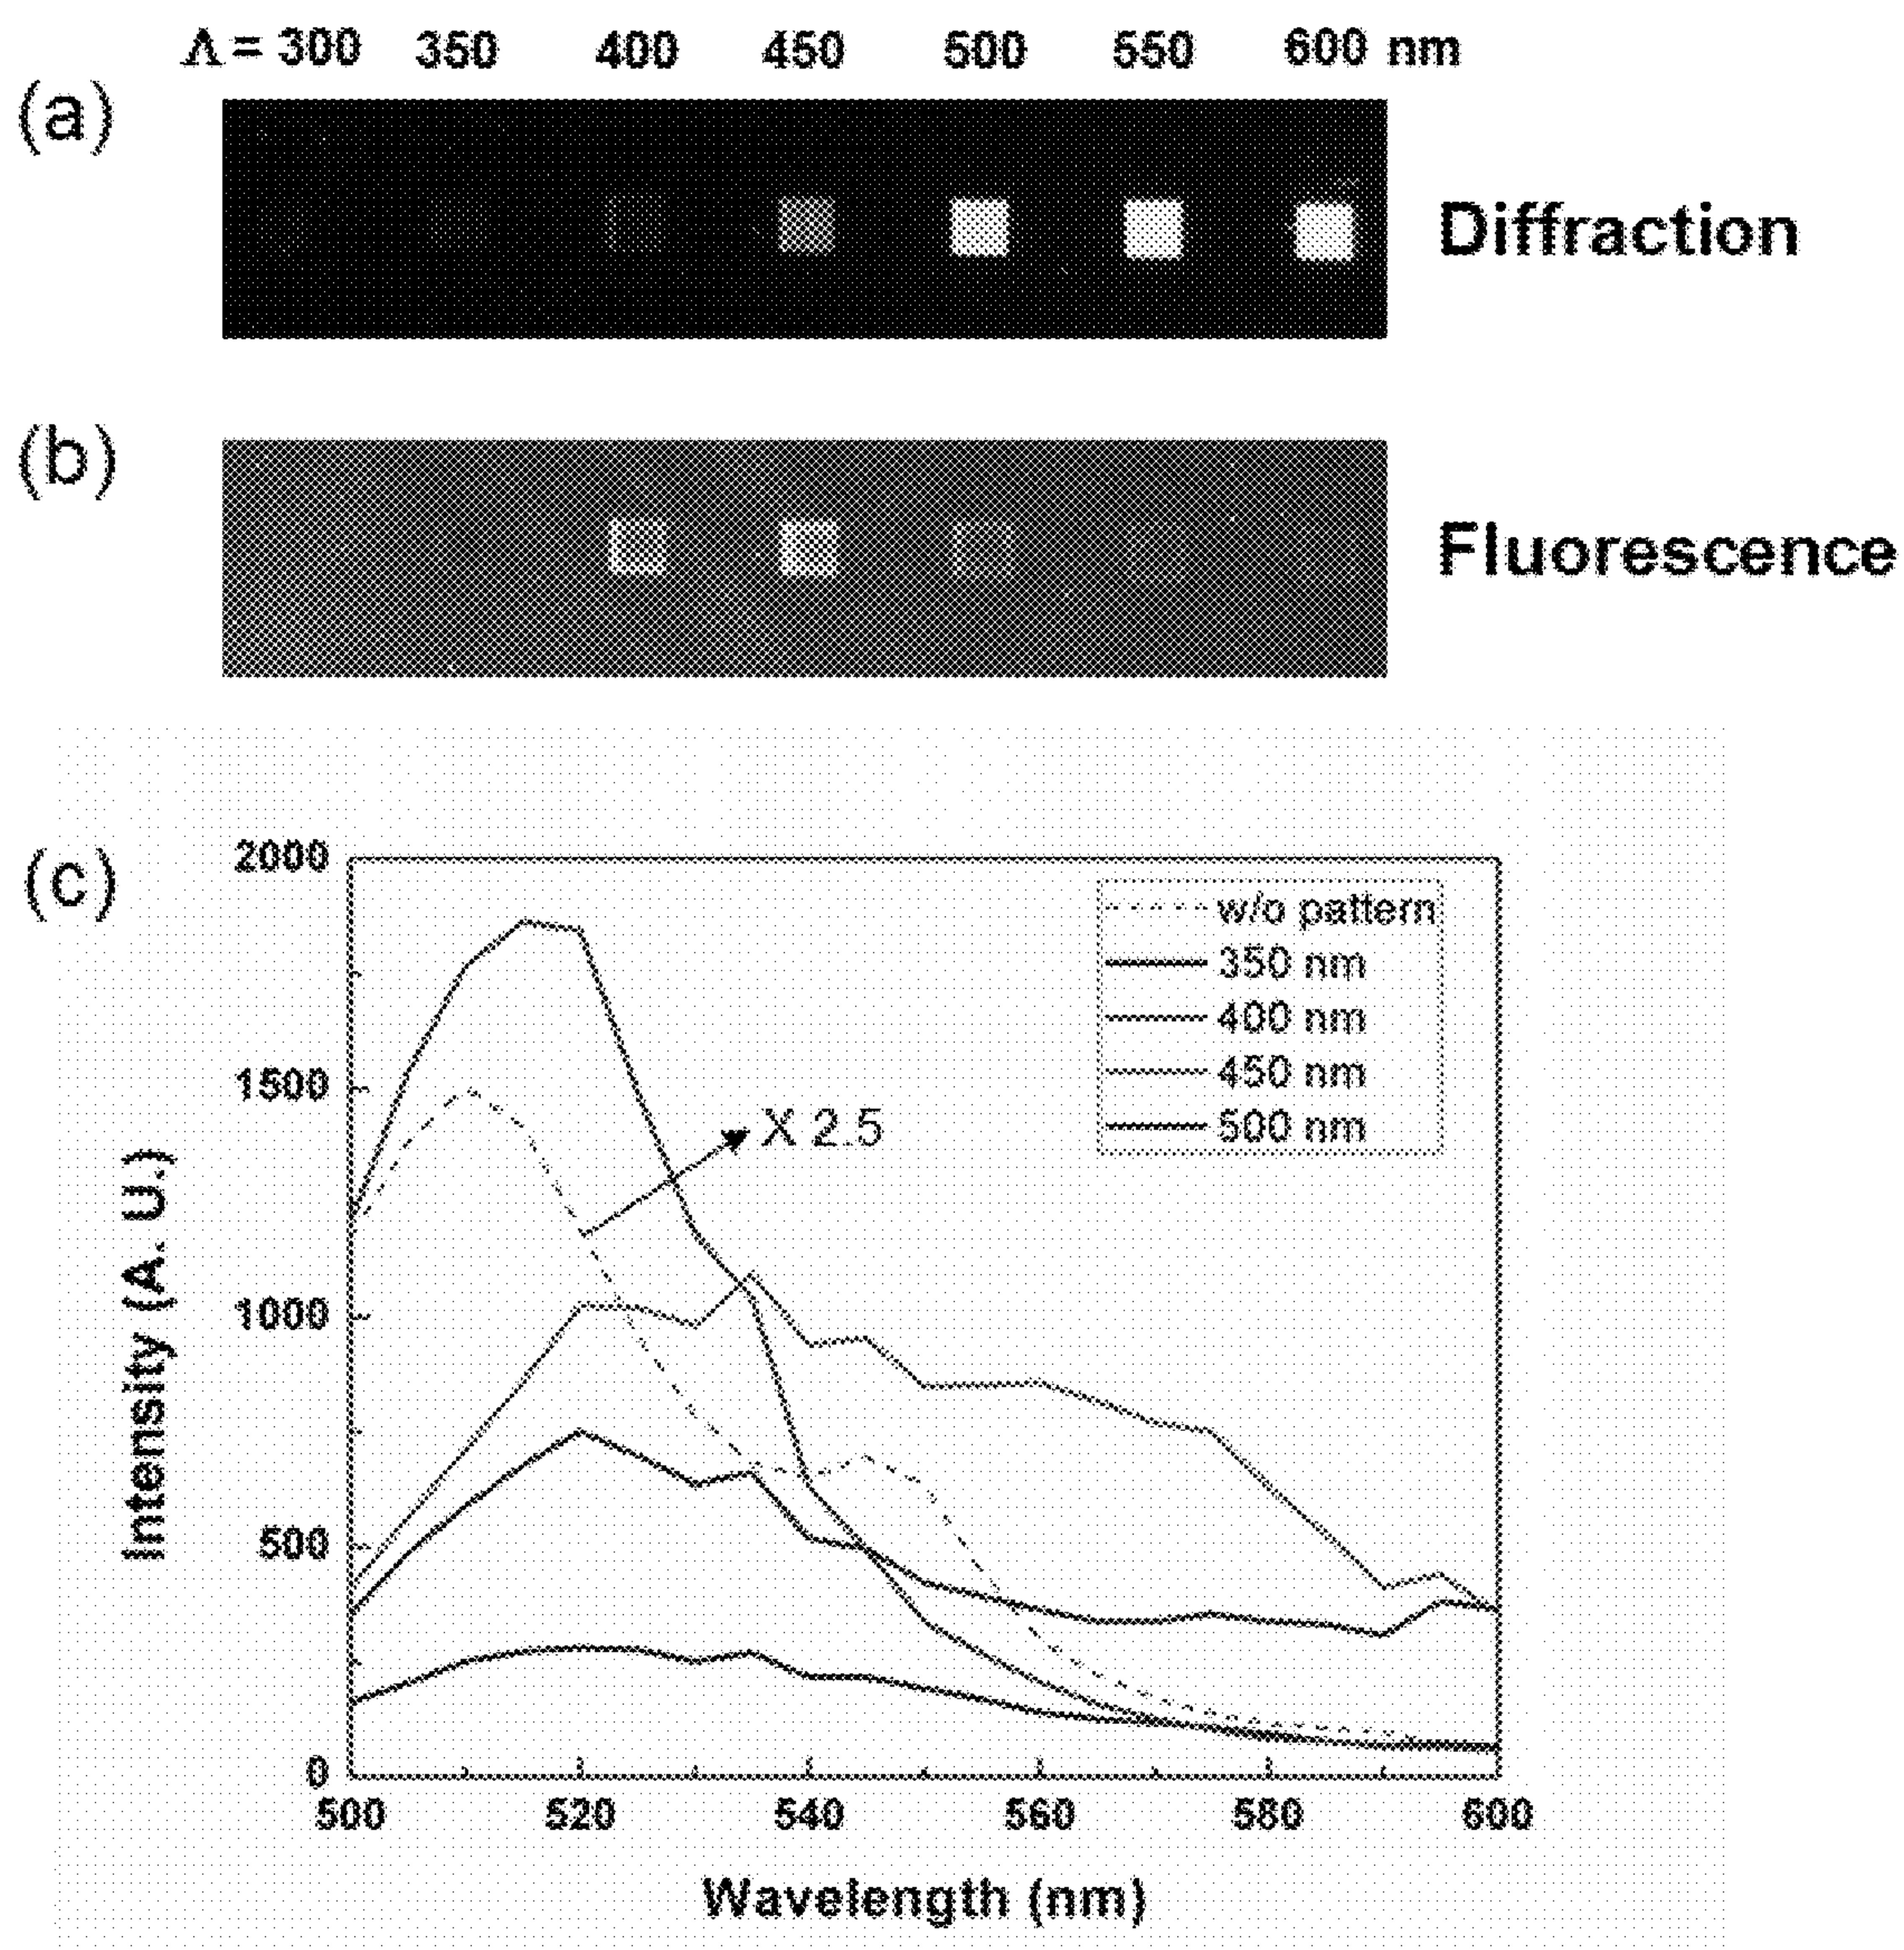 Λ = 300 350 400 450 500 550 600 nm
(a)
Diffraction
(b)
Fluorescence
(c)
2000
1500
1000
500
0
Intensity (A. U.)
w/o pattern
350 nm
400 nm
450 nm
500 nm
X 2.5
500 520 540 560 580 600
Wavelength (nm)